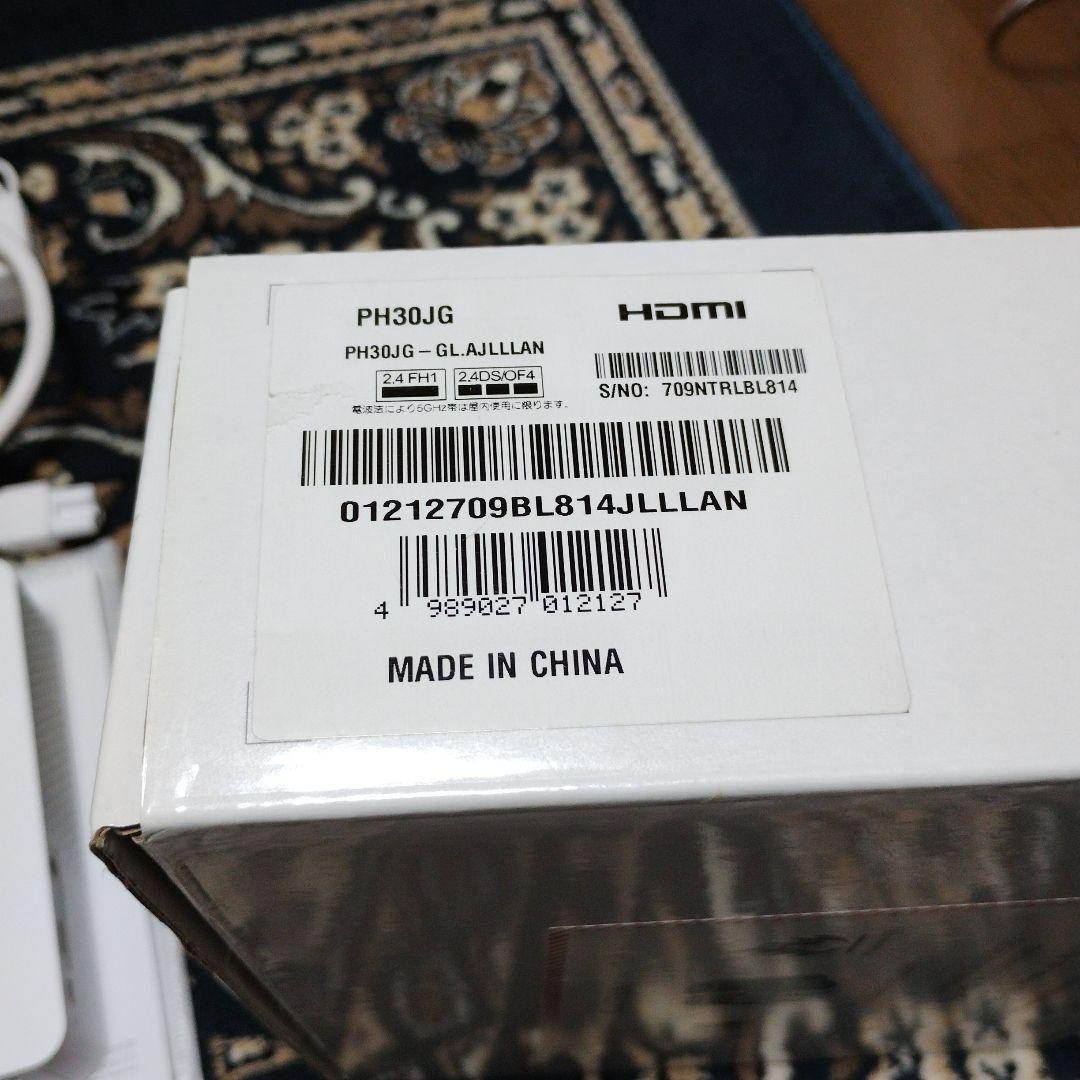 PH30JG
HDMI
PH30JG-GL.AJLLLAN
2.4 FH1
2.4DS/OF4
S/NO: 709NTRLBL814
電波法により5GHz帯は屋内使用に限ります。
01212709BL814JLLLAN
4 989027 012127
MADE IN CHINA